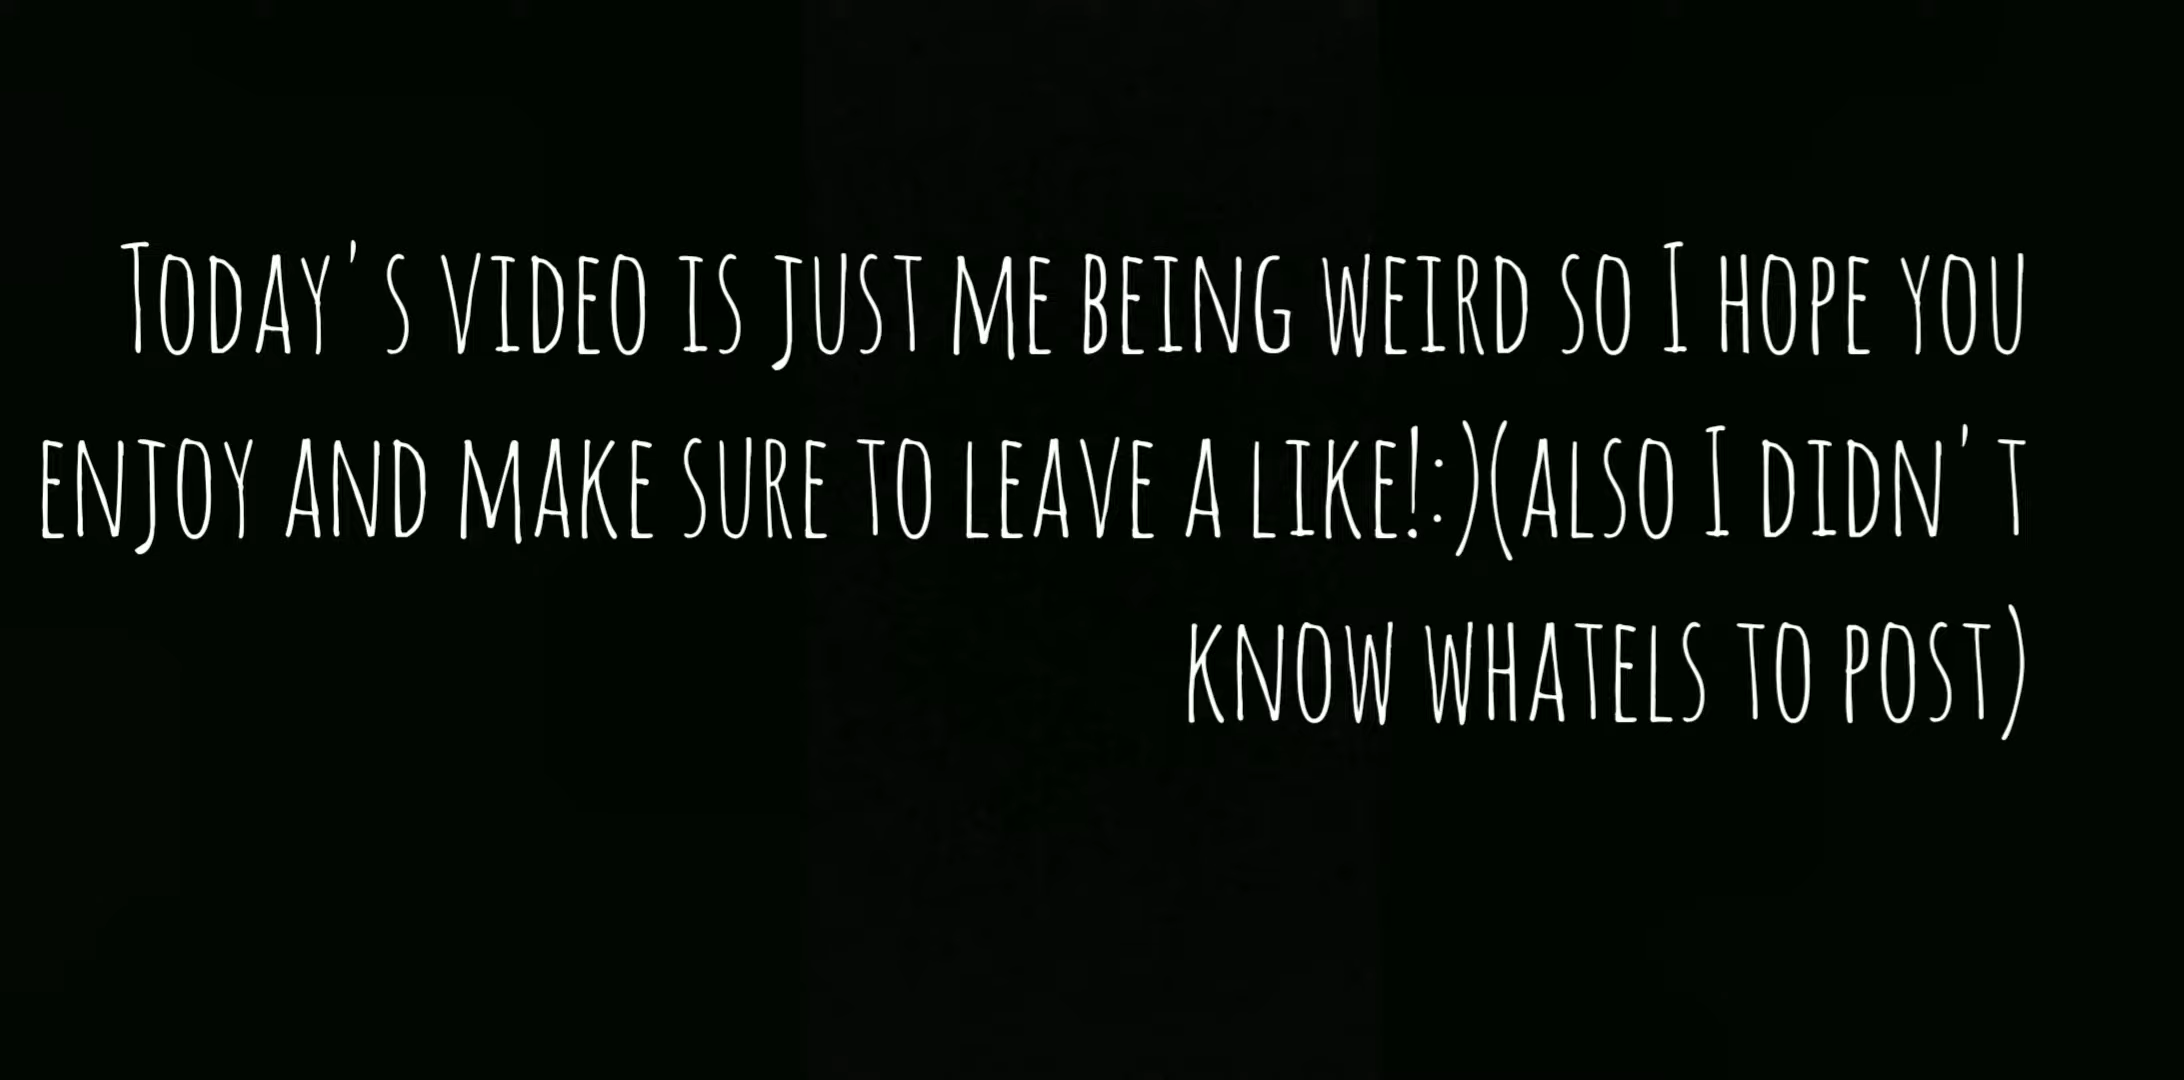 Today's video is just me being weird so I hope you
enjoy and make sure to leave a like!:)(also I didn't
know whatels to post)